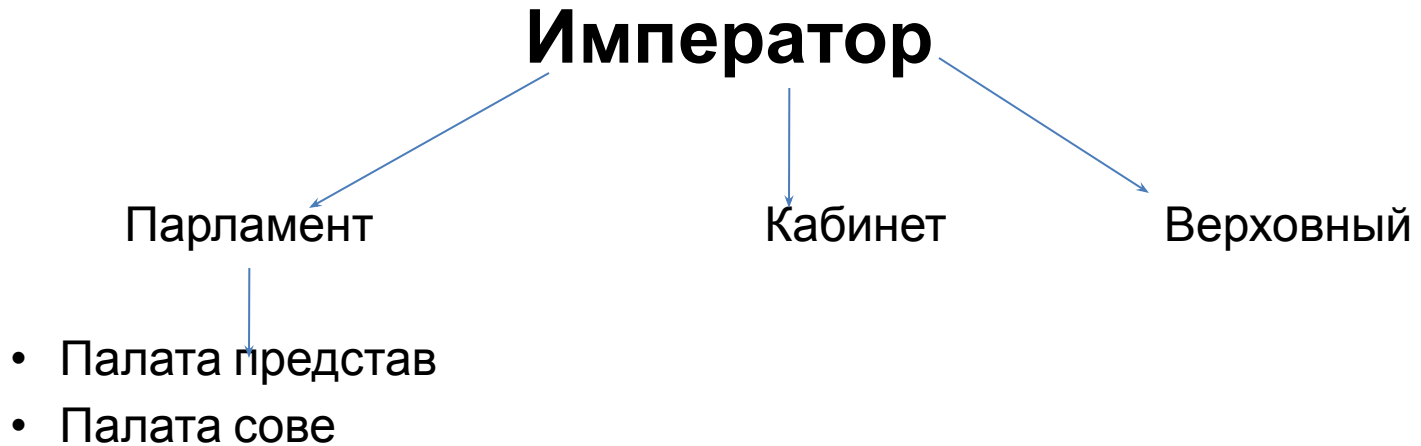 Император
Парламент Кабинет Верховный
• Палата представ
• Палата сове